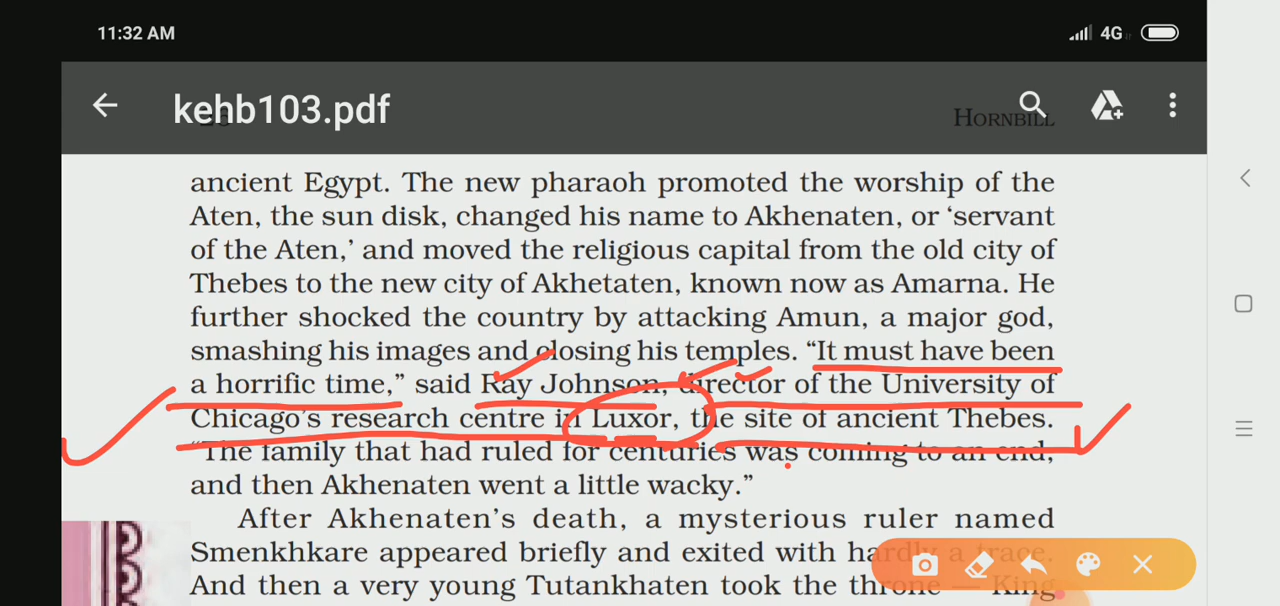 11:32 AM 4G
kehb103.pdf
HORNBILL
ancient Egypt. The new pharaoh promoted the worship of the
Aten, the sun disk, changed his name to Akhenaten, or ‘servant
of the Aten,’ and moved the religious capital from the old city of
Thebes to the new city of Akhetaten, known now as Amarna. He
further shocked the country by attacking Amun, a major god,
smashing his images and closing his temples. “It must have been
a horrific time,” said Ray Johnson, director of the University of
Chicago’s research centre in Luxor, the site of ancient Thebes.
“The family that had ruled for centuries was coming to an end,
and then Akhenaten went a little wacky.”
After Akhenaten’s death, a mysterious ruler named
Smenkhkare appeared briefly and exited with hardly a trace.
And then a very young Tutankhaten took the throne — King